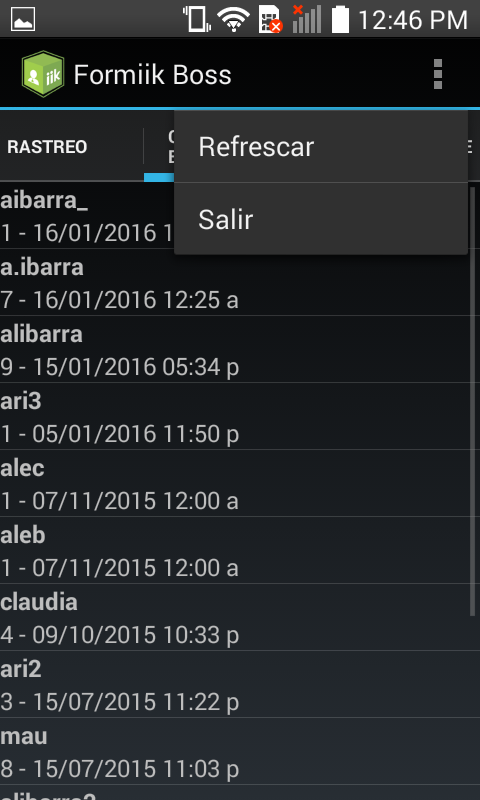 12:46 PM
iik
Formiik Boss
RASTREO
Refrescar
Salir
aibarra_
1 - 16/01/2016 1
a.ibarra
7 - 16/01/2016 12:25 a
alibarra
9 - 15/01/2016 05:34 p
ari3
1 - 05/01/2016 11:50 p
alec
1 - 07/11/2015 12:00 a
aleb
1 - 07/11/2015 12:00 a
claudia
4 - 09/10/2015 10:33 p
ari2
3 - 15/07/2015 11:22 p
mau
8 - 15/07/2015 11:03 p